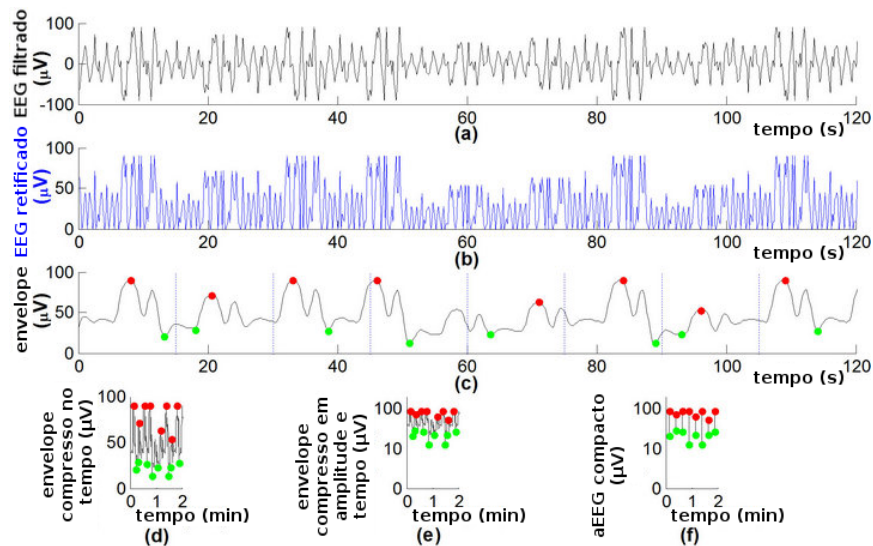 EEG filtrado
(µV)
100
0
-100
0 20 40 60 80 100 120
(a)
tempo (s)
EEG retificado
(µV)
100
50
0
0 20 40 60 80 100 120
(b)
tempo (s)
envelope
(µV)
100
50
0
0 20 40 60 80 100 120
(c)
tempo (s)
envelope
compresso no
tempo (µV)
100
50
0
0 1 2
tempo (min)
(d)
envelope
compresso em
amplitude e
tempo (µV)
100
10
0
0 1 2
tempo (min)
(e)
aEEG compacto
(µV)
100
10
0
0 1 2
tempo (min)
(f)